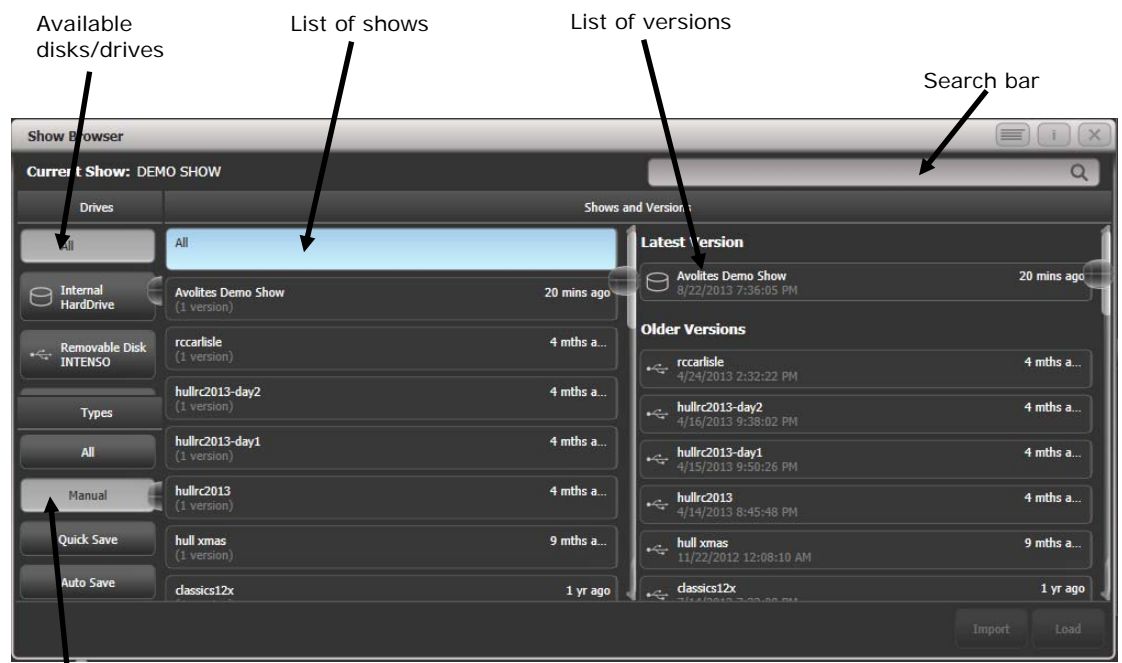 Available
disks/drives
List of shows
List of versions
Search bar
Show Browser
Current Show: DEMO SHOW
Drives
Shows and Versions
All
Internal
HardDrive
Removable Disk
INTENSO
Types
All
Manual
Quick Save
Auto Save
All
Avolites Demo Show
20 mins ago
(1 version)
rccarlisle
4 mths a...
(1 version)
hullrc2013-day2
4 mths a...
(1 version)
hullrc2013-day1
4 mths a...
(1 version)
hullrc2013
4 mths a...
(1 version)
hull xmas
9 mths a...
(1 version)
classics12x
1 yr ago
Latest Version
Avolites Demo Show
20 mins ago
8/22/2013 7:36:05 PM
Older Versions
rccarlisle
4 mths a...
4/24/2013 2:32:22 PM
hullrc2013-day2
4 mths a...
4/16/2013 9:38:02 PM
hullrc2013-day1
4 mths a...
4/15/2013 9:50:26 PM
hullrc2013
4 mths a...
4/14/2013 8:45:48 PM
hull xmas
9 mths a...
11/22/2012 12:08:10 AM
classics12x
1 yr ago
Import
Load